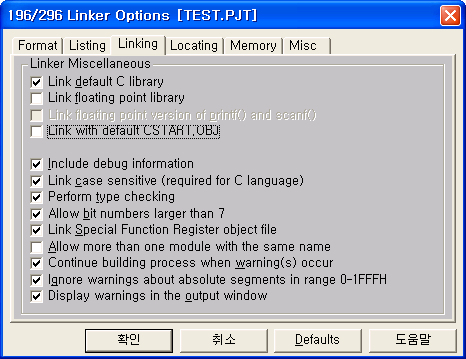 196/296 Linker Options [TEST.PJT]
Format Listing Linking Locating Memory Misc
Linker Miscellaneous
Link default C library
Link floating point library
Link floating point version of printf() and scanf()
Link with default CSTART.OBJ
Include debug information
Link case sensitive (required for C language)
Perform type checking
Allow bit numbers larger than 7
Link Special Function Register object file
Allow more than one module with the same name
Continue building process when warning(s) occur
Ignore warnings about absolute segments in range 0-1FFFH
Display warnings in the output window
확인 취소 Defaults 도움말